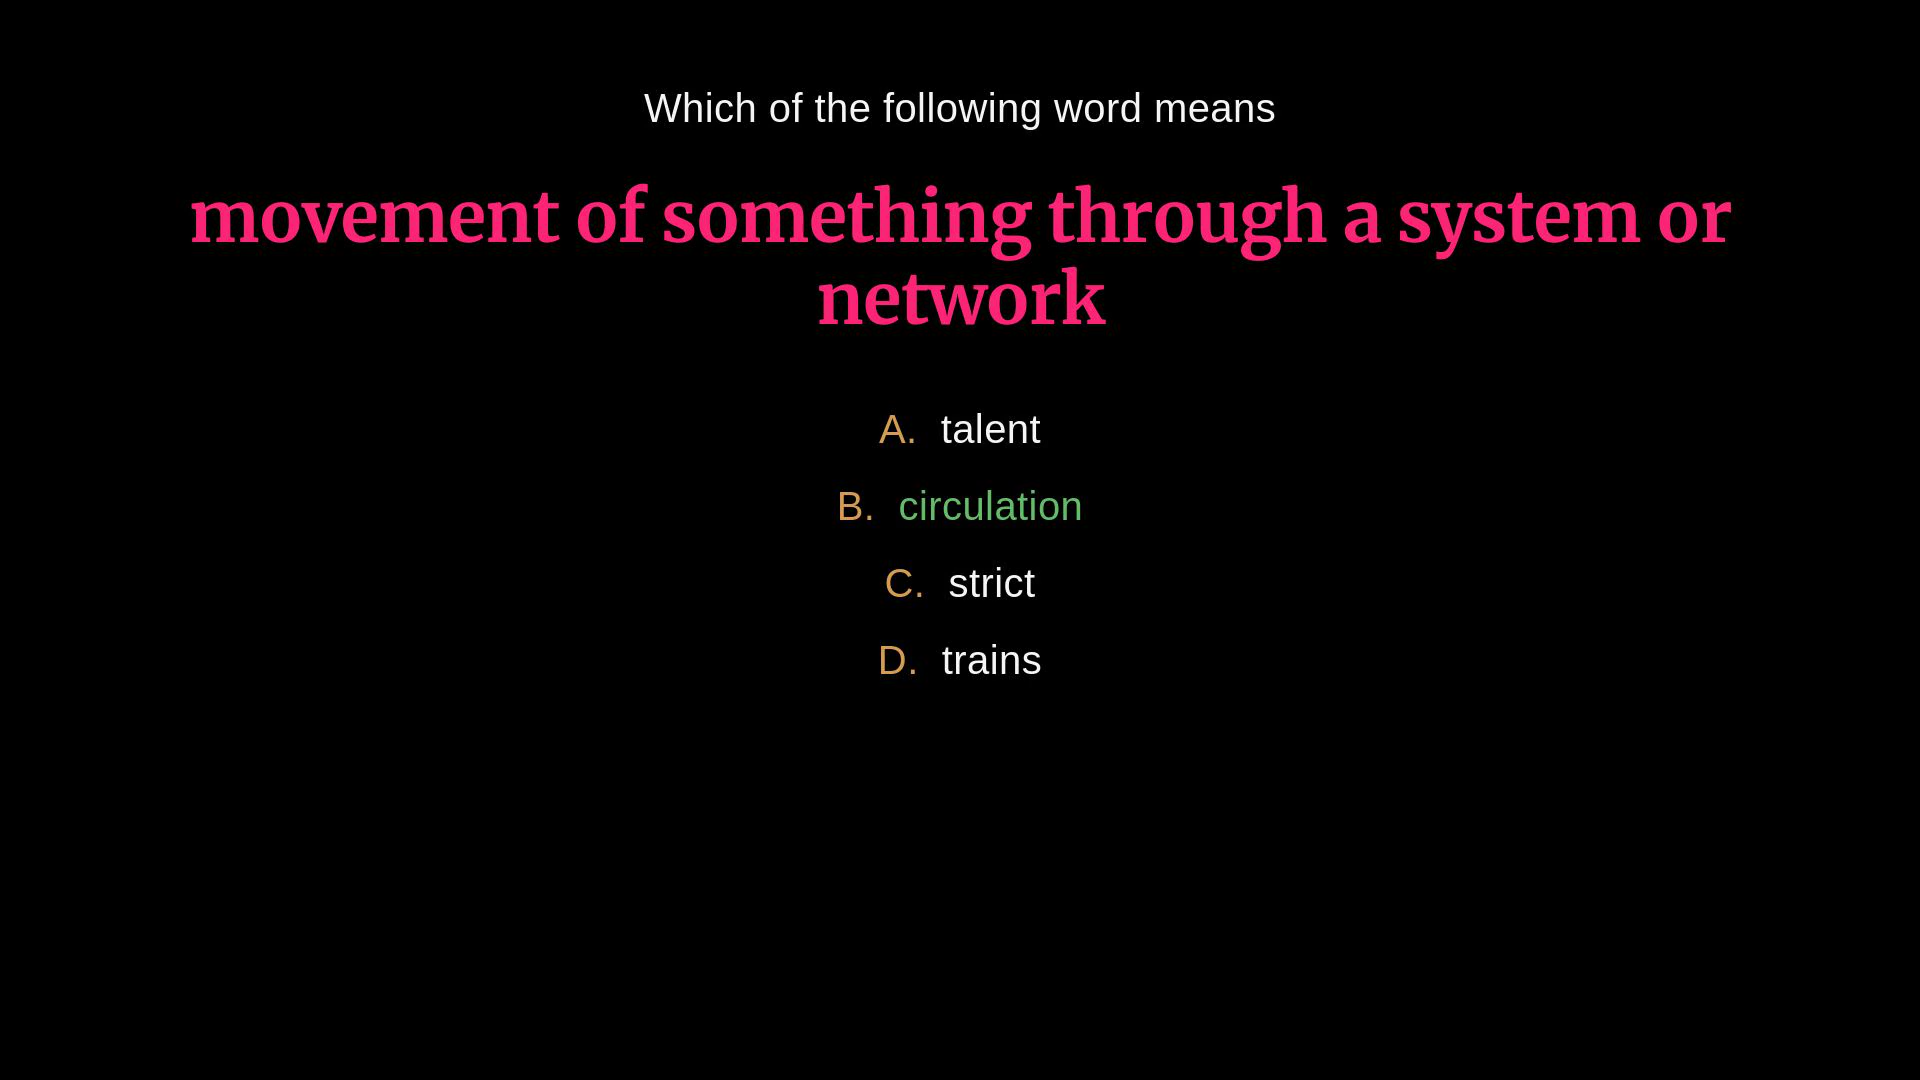 Which of the following word means
movement of something through a system or
network
A. talent
B. circulation
C. strict
D. trains